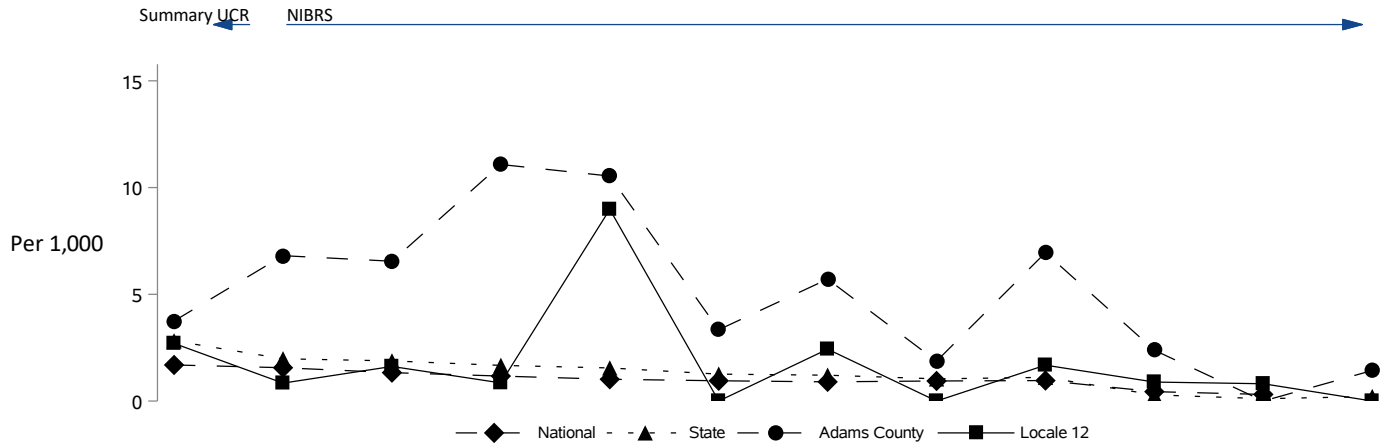 Summary UCR NIBRS
15
10
Per 1,000
5
0
National State Adams County Locale 12